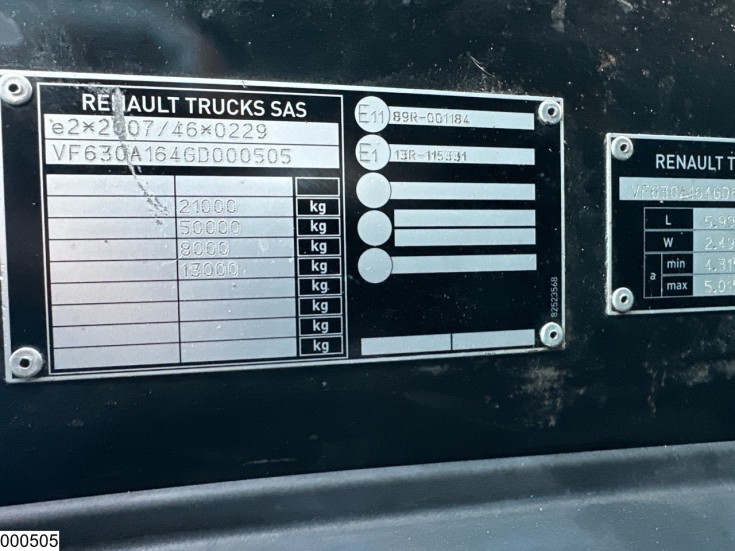 RENAULT TRUCKS SAS
e2*2007/46*0229
VF630A164GD000505
21000 kg
50000 kg
8000 kg
13000 kg
kg
kg
kg
kg
E11 89R-001184
E1 13R-115331
82523568
RENAULT T
L
W
a
min
max
000505